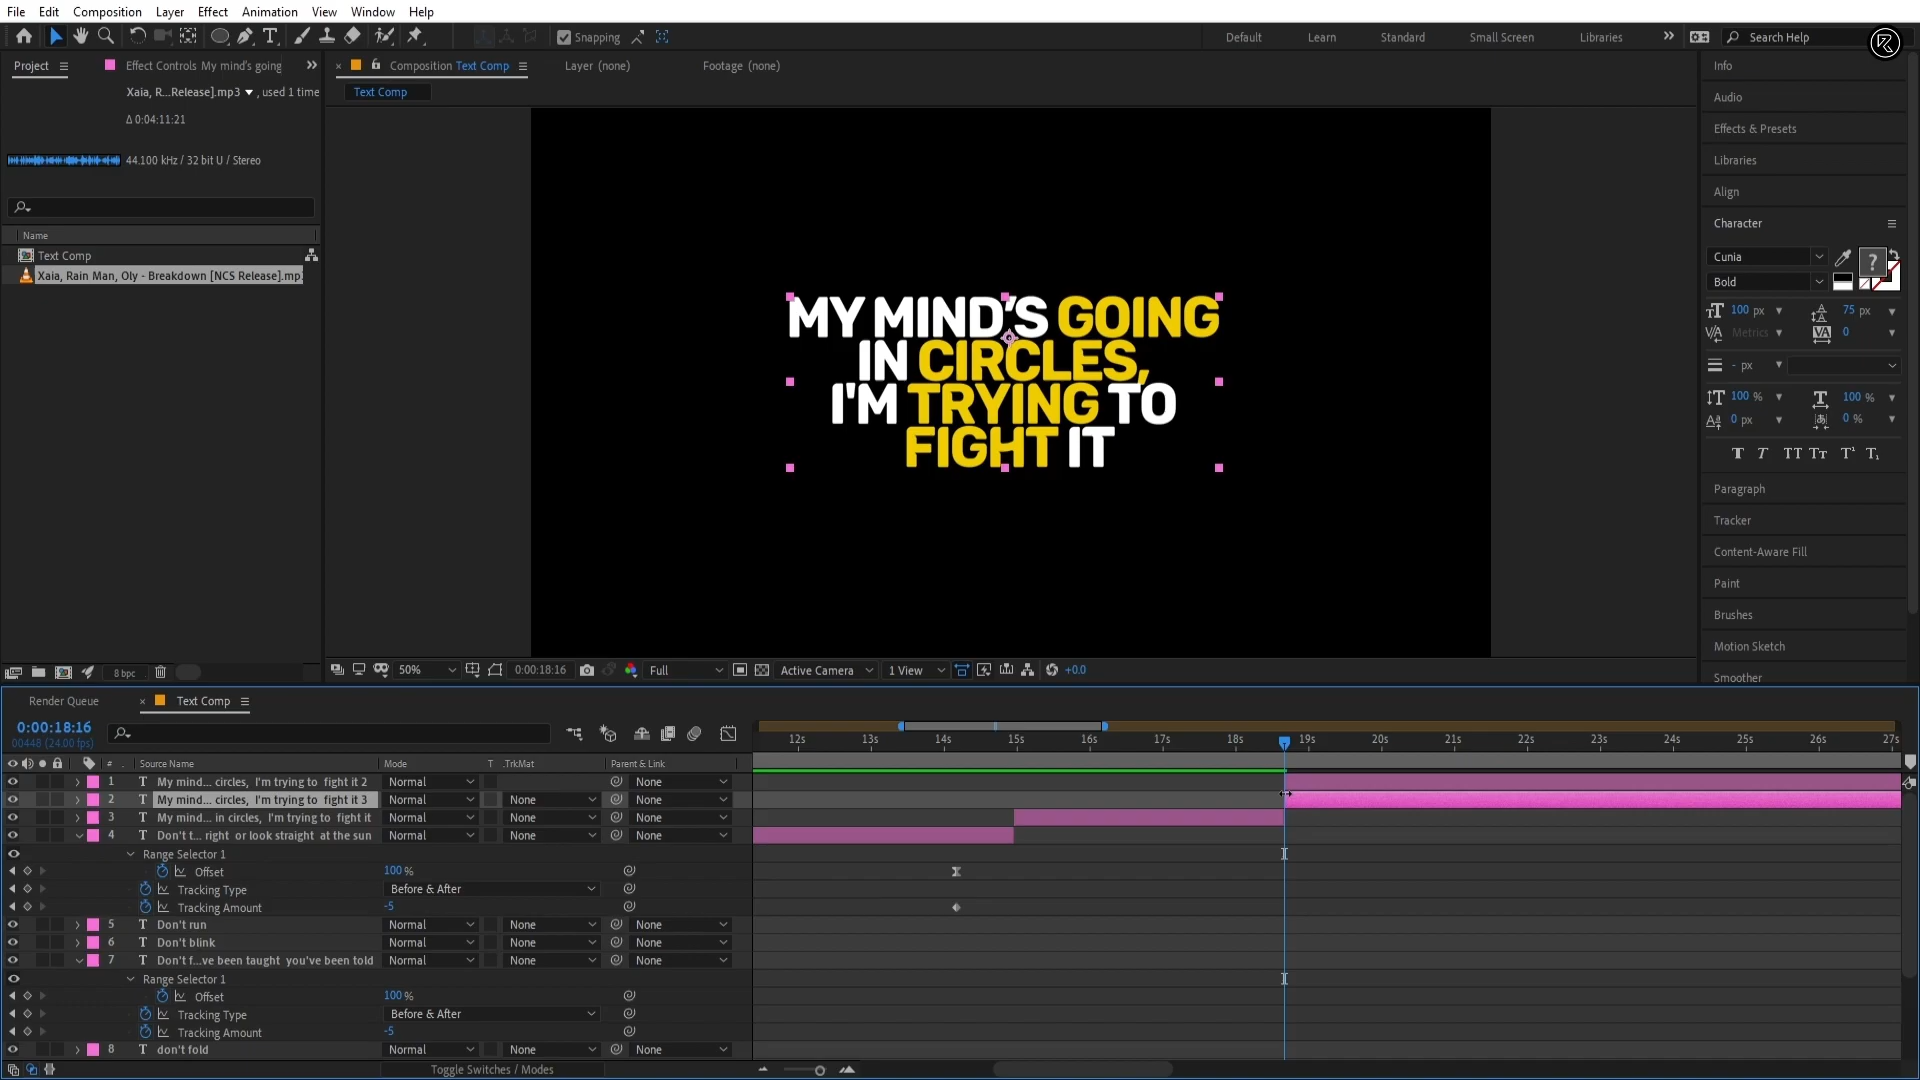 File Edit Composition Layer Effect Animation View Window Help
Snapping Default Learn Standard Small Screen Libraries Search Help
Project Effect Controls My mind's going
Composition Text Comp Layer (none) Footage (none)
Text Comp
Xaia, R...Release].mp3 , used 1 time
Δ 0:04:11:21
44.100 kHz / 32 bit U / Stereo
Name
Text Comp
Xaia, Rain Man, Oly - Breakdown [NCS Release].mp
MY MIND'S GOING
IN CIRCLES,
I'M TRYING TO
FIGHT IT
Info
Audio
Effects & Presets
Libraries
Align
Character
Cunia
Bold
100 px 75 px
Metrics 0
- px
100 % 100 %
0 px 0 %
Paragraph
Tracker
Content-Aware Fill
Paint
Brushes
Motion Sketch
Smoother
8 bpc
50% 0:00:18:16 Full Active Camera 1 View +0.0
Render Queue Text Comp
0:00:18:16
00448 (24.00 fps)
12s 13s 14s 15s 16s 17s 18s 19s 20s 21s 22s 23s 24s 25s 26s 27s
# Source Name Mode T .TrkMat Parent & Link
1 T My mind... circles, I'm trying to fight it 2 Normal None
2 T My mind... circles, I'm trying to fight it 3 Normal None None
3 T My mind... in circles, I'm trying to fight it Normal None None
4 T Don't t... right or look straight at the sun Normal None None
Range Selector 1
Offset 100 %
Tracking Type Before & After
Tracking Amount -5
5 T Don't run Normal None None
6 T Don't blink Normal None None
7 T Don't f...ve been taught you've been told Normal None None
Range Selector 1
Offset 100 %
Tracking Type Before & After
Tracking Amount -5
8 T don't fold Normal None None
Toggle Switches / Modes